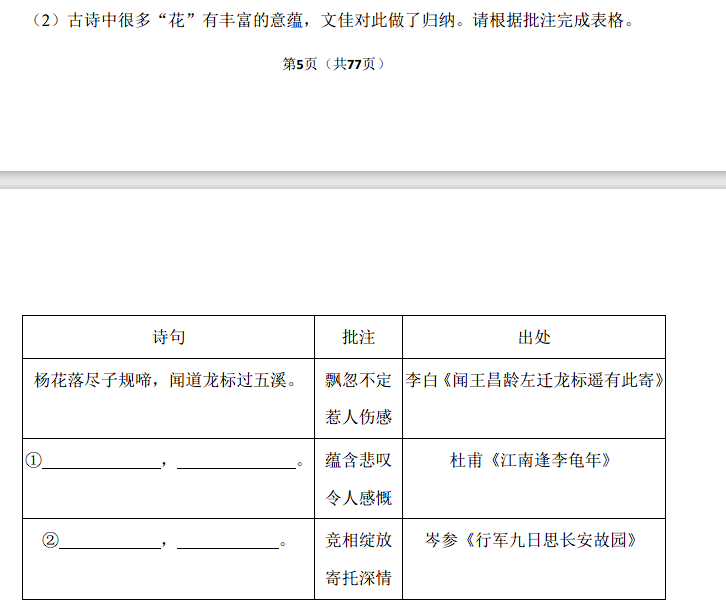 （2）古诗中很多“花”有丰富的意蕴，文佳对此做了归纳。请根据批注完成表格。
第5页（共77页）
诗句 批注 出处
杨花落尽子规啼，闻道龙标过五溪。 飘忽不定 李白《闻王昌龄左迁龙标遥有此寄》
惹人伤感
①______________，______________。 蕴含悲叹 杜甫《江南逢李龟年》
令人感慨
②____________，____________。 竞相绽放 岑参《行军九日思长安故园》
寄托深情